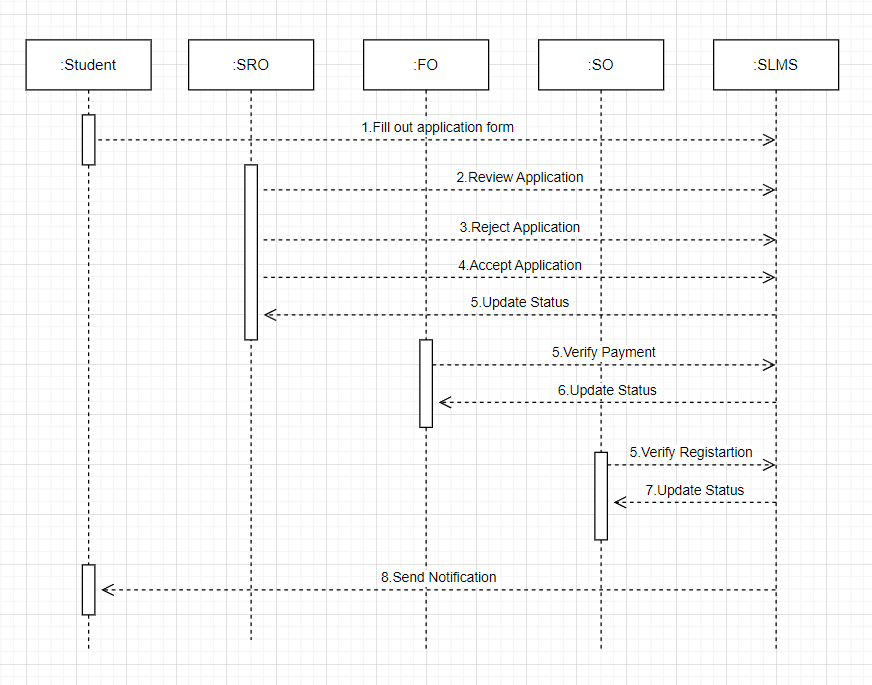 :Student
:SRO
:FO
:SO
:SLMS
1.Fill out application form
2.Review Application
3.Reject Application
4.Accept Application
5.Update Status
5.Verify Payment
6.Update Status
5.Verify Registartion
7.Update Status
8.Send Notification